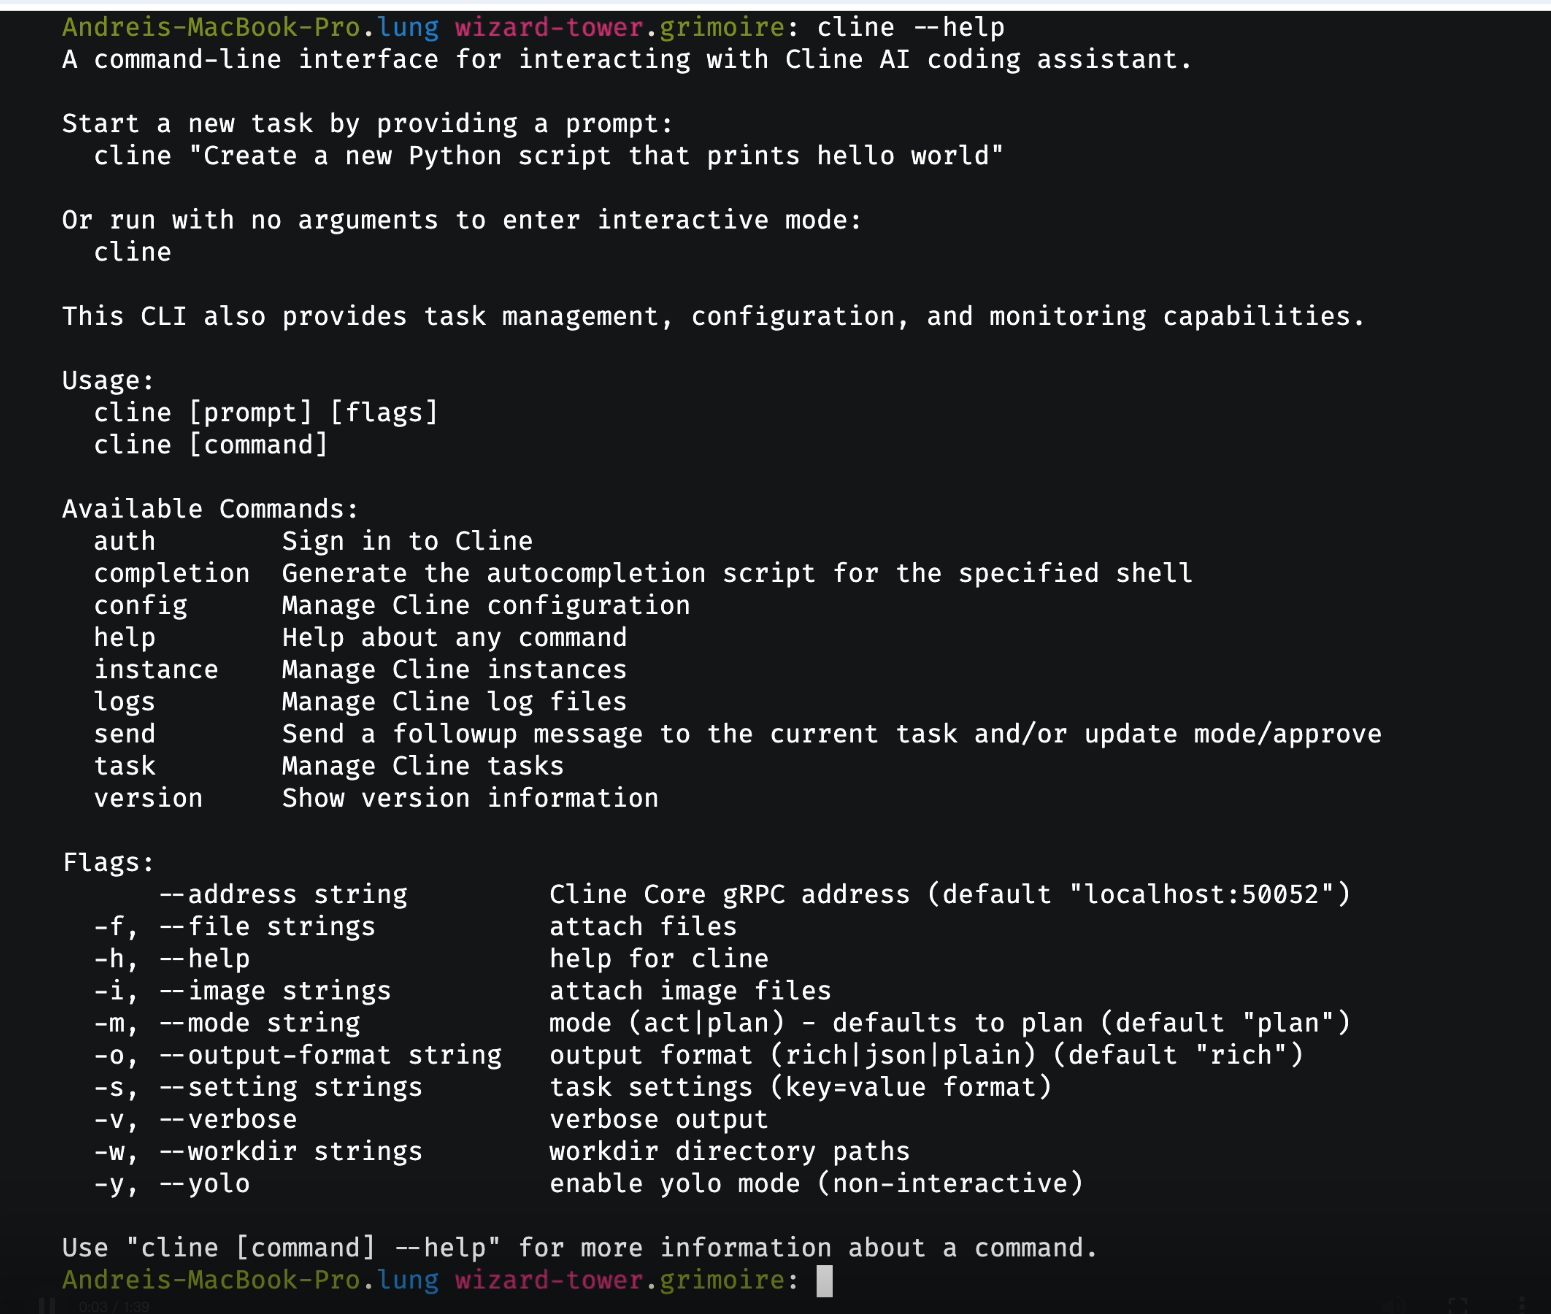 Andreis-MacBook-Pro.lung wizard-tower.grimoire: cline --help
A command-line interface for interacting with Cline AI coding assistant.
Start a new task by providing a prompt:
  cline "Create a new Python script that prints hello world"
Or run with no arguments to enter interactive mode:
  cline
This CLI also provides task management, configuration, and monitoring capabilities.
Usage:
  cline [prompt] [flags]
  cline [command]
Available Commands:
  auth        Sign in to Cline
  completion  Generate the autocompletion script for the specified shell
  config      Manage Cline configuration
  help        Help about any command
  instance    Manage Cline instances
  logs        Manage Cline log files
  send        Send a followup message to the current task and/or update mode/approve
  task        Manage Cline tasks
  version     Show version information
Flags:
      --address string         Cline Core gRPC address (default "localhost:50052")
  -f, --file strings           attach files
  -h, --help                   help for cline
  -i, --image strings          attach image files
  -m, --mode string            mode (act|plan) - defaults to plan (default "plan")
  -o, --output-format string   output format (rich|json|plain) (default "rich")
  -s, --setting strings        task settings (key=value format)
  -v, --verbose                verbose output
  -w, --workdir strings        workdir directory paths
  -y, --yolo                   enable yolo mode (non-interactive)
Use "cline [command] --help" for more information about a command.
Andreis-MacBook-Pro.lung wizard-tower.grimoire:
0:03 / 1:39